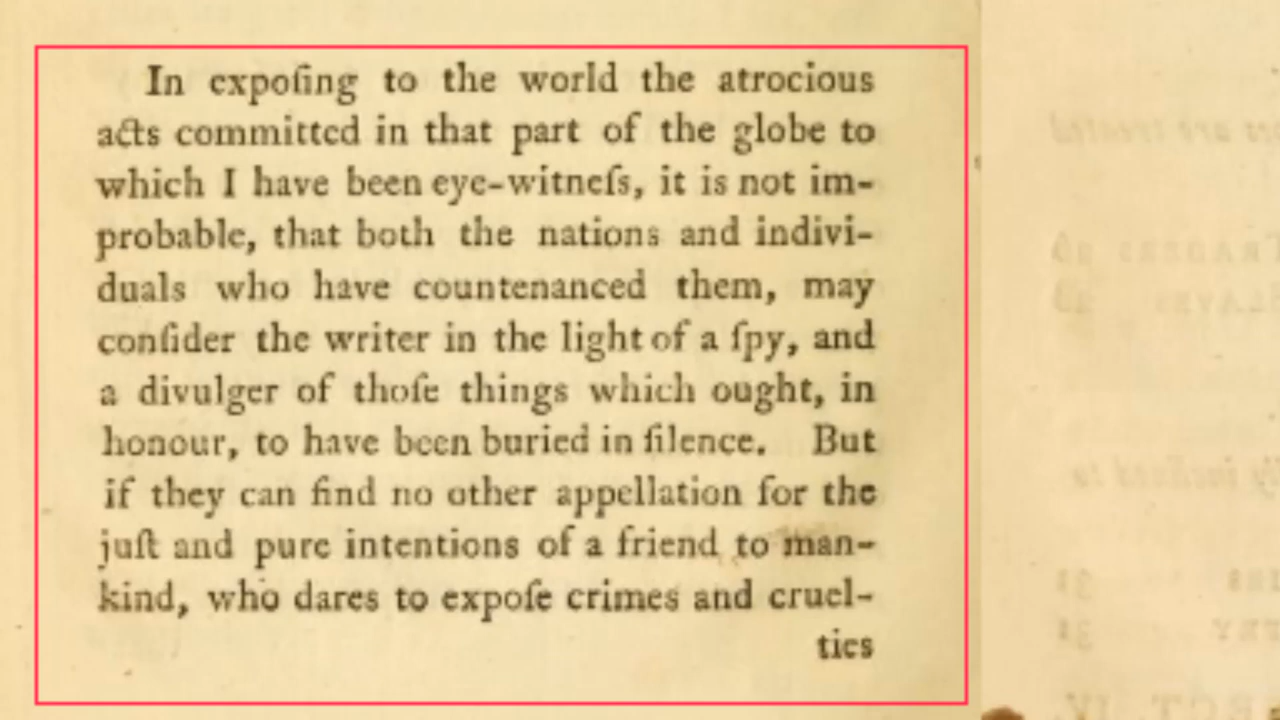 In expoſing to the world the atrocious
acts committed in that part of the globe to
which I have been eye-witneſs, it is not im-
probable, that both the nations and indivi-
duals who have countenanced them, may
conſider the writer in the light of a ſpy, and
a divulger of thoſe things which ought, in
honour, to have been buried in ſilence. But
if they can find no other appellation for the
juſt and pure intentions of a friend to man-
kind, who dares to expoſe crimes and cruel-
ties